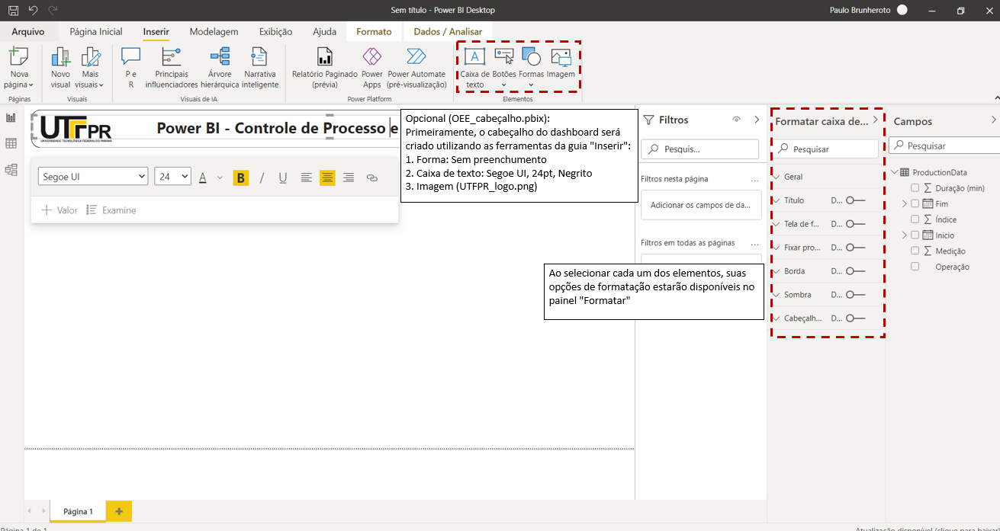 Sem título - Power BI Desktop
Paulo Brunheroto
Arquivo Página Inicial Inserir Modelagem Exibição Ajuda Formato Dados / Analisar
Nova página
Novo visual
Mais visuais
P e R
Principais influenciadores
Árvore hierárquica
Narrativa inteligente
Relatório Paginado (prévia)
Power Apps
Power Automate (pré-visualização)
Caixa de texto
Botões
Formas
Imagem
Páginas
Visuais
Visuais de IA
Power Platform
Elementos
UTFPR
UNIVERSIDADE TECNOLÓGICA FEDERAL DO PARANÁ
Power BI - Controle de Processo e
Segoe UI
24
A
B
/
U
Valor
Examine
Opcional (OEE_cabeçalho.pbix):
Primeiramente, o cabeçalho do dashboard será
criado utilizando as ferramentas da guia "Inserir":
1. Forma: Sem preenchumento
2. Caixa de texto: Segoe UI, 24pt, Negrito
3. Imagem (UTFPR_logo.png)
Filtros
Pesquis...
Filtros nesta página ...
Adicionar os campos de da...
Filtros em todas as páginas ...
Ao selecionar cada um dos elementos, suas
opções de formatação estarão disponíveis no
painel "Formatar"
Formatar caixa de...
Pesquisar
Geral
Título D...
Tela de f... D...
Fixar pro... D...
Borda D...
Sombra D...
Cabeçalh... D...
Campos
Pesquisar
ProductionData
Duração (min)
Fim
Índice
Inicio
Medição
Operação
Página 1
Página 1 de 1
Atualização disponível (clique para baixar)